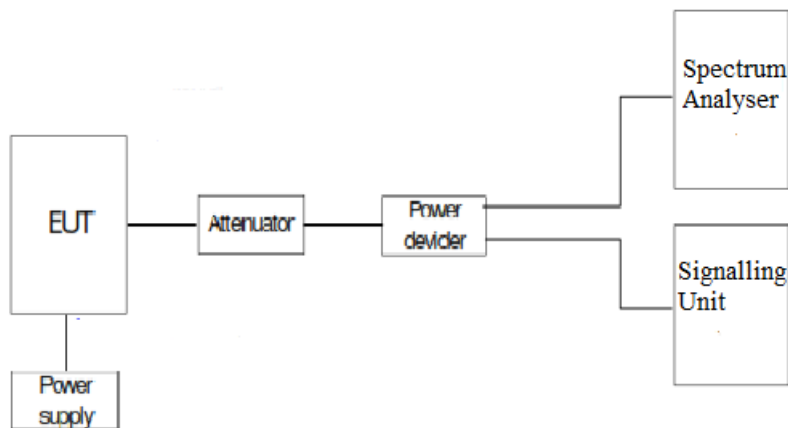 EUT
Power
supply
Attenuator
Power
devider
Spectrum
Analyser
Signalling
Unit